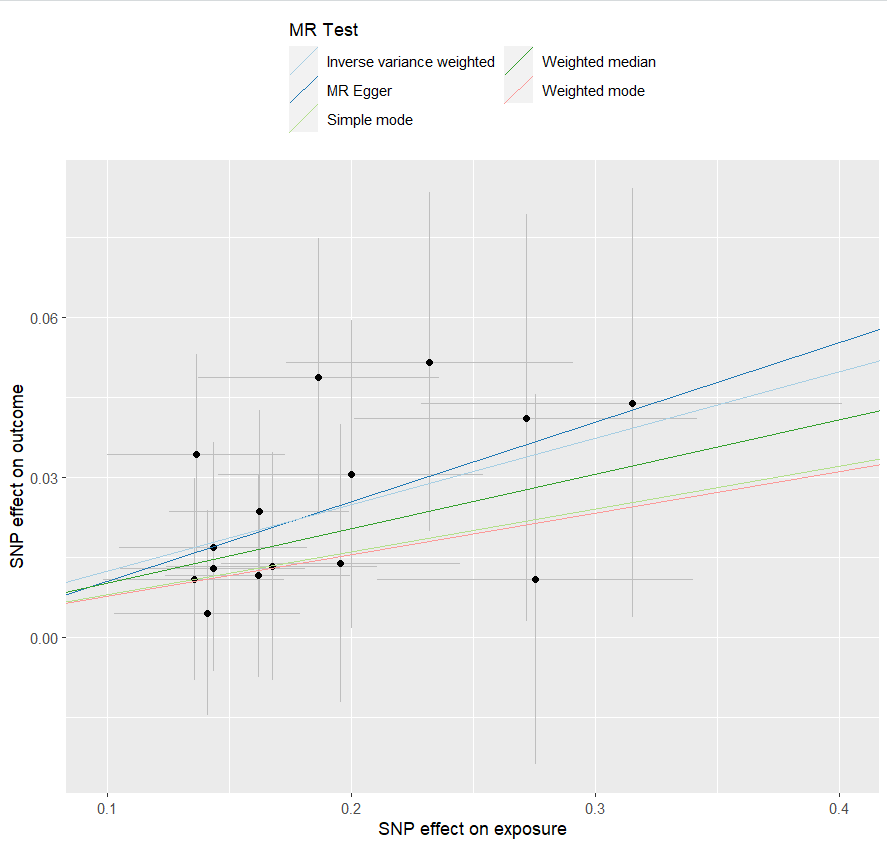 MR Test
Inverse variance weighted
Weighted median
MR Egger
Weighted mode
Simple mode
SNP effect on outcome
0.06
0.03
0.00
0.1
0.2
0.3
0.4
SNP effect on exposure